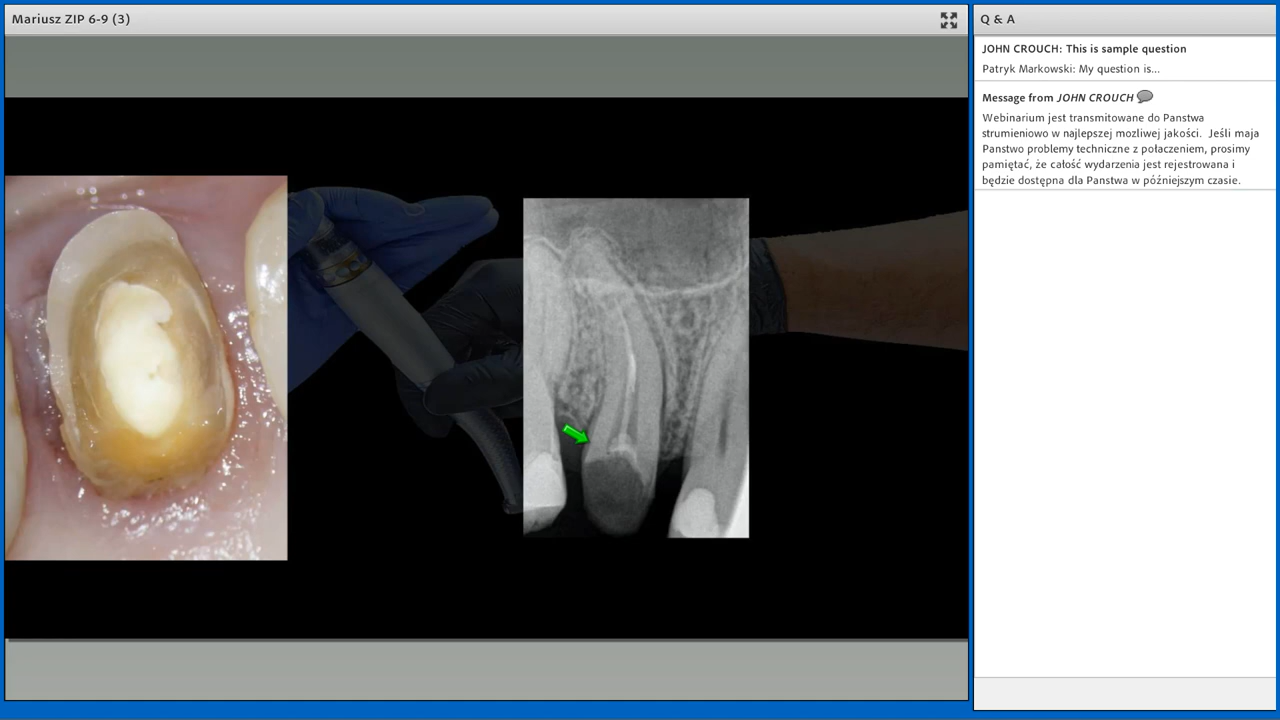 Mariusz ZIP 6-9 (3)
Q & A
JOHN CROUCH: This is sample question
Patryk Markowski: My question is...
Message from JOHN CROUCH
Webinarium jest transmitowane do Panstwa
strumieniowo w najlepszej mozliwej jakości. Jeśli maja
Panstwo problemy techniczne z połaczeniem, prosimy
pamiętać, że całość wydarzenia jest rejestrowana i
będzie dostępna dla Panstwa w późniejszym czasie.